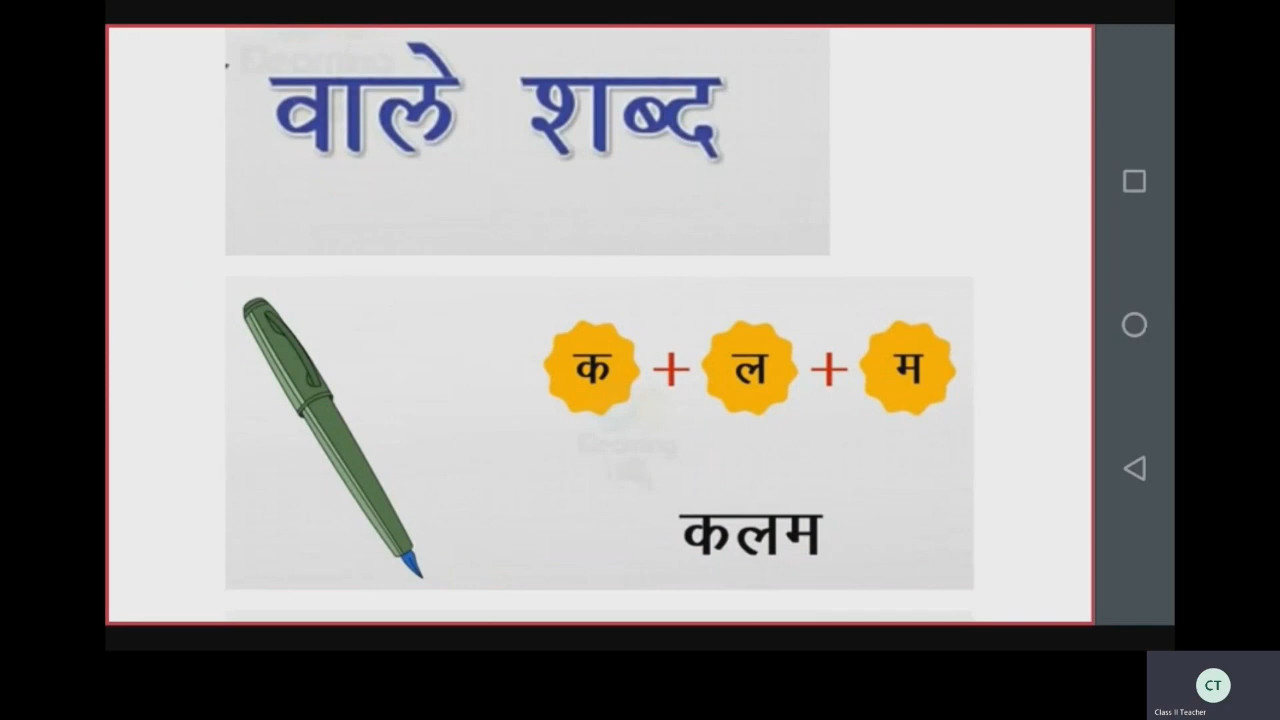 वाले शब्द
क + ल + म
कलम
CT
Class II Teacher